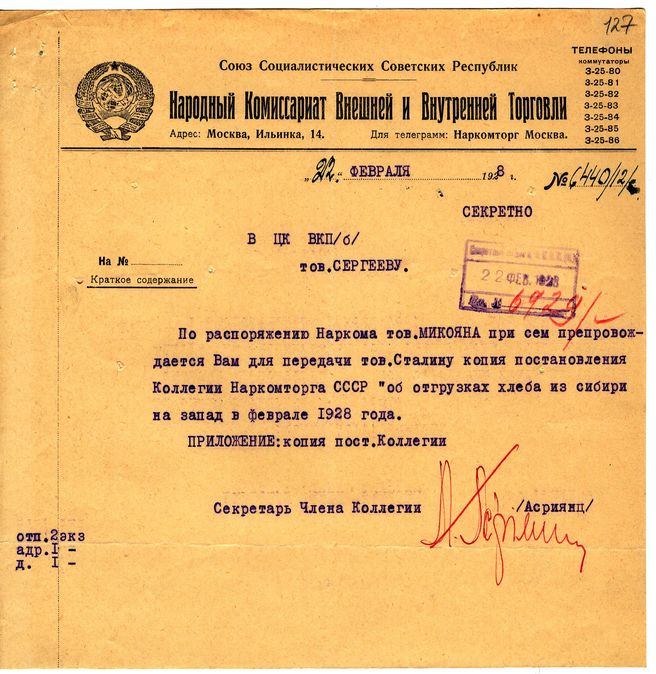 127
ТЕЛЕФОНЫ
коммутаторы
3-25-80
3-25-81
3-25-82
3-25-83
3-25-84
3-25-85
3-25-86
Союз Социалистических Советских Республик
Народный Комиссариат Внешней и Внутренней Торговли
Адрес: Москва, Ильинка, 14. Для телеграмм: Наркомторг Москва.
„22“ ФЕВРАЛЯ 1928 г.
№ 6440/12/с
СЕКРЕТНО
В ЦК ВКП/б/
тов.СЕРГЕЕВУ.
На №
Краткое содержание
22 ФЕВ. 1928
6929/—
По распоряжению Наркома тов.МИКОЯНА при сем препровож-
дается Вам для передачи тов.Сталину копия постановления
Коллегии Наркомторга СССР "об отгрузках хлеба из сибири
на запад в феврале 1928 года.
ПРИЛОЖЕНИЕ:копия пост.Коллегии
Секретарь Члена Коллегии /Асриянц/
отп.2экз
адр.I -
д. I -